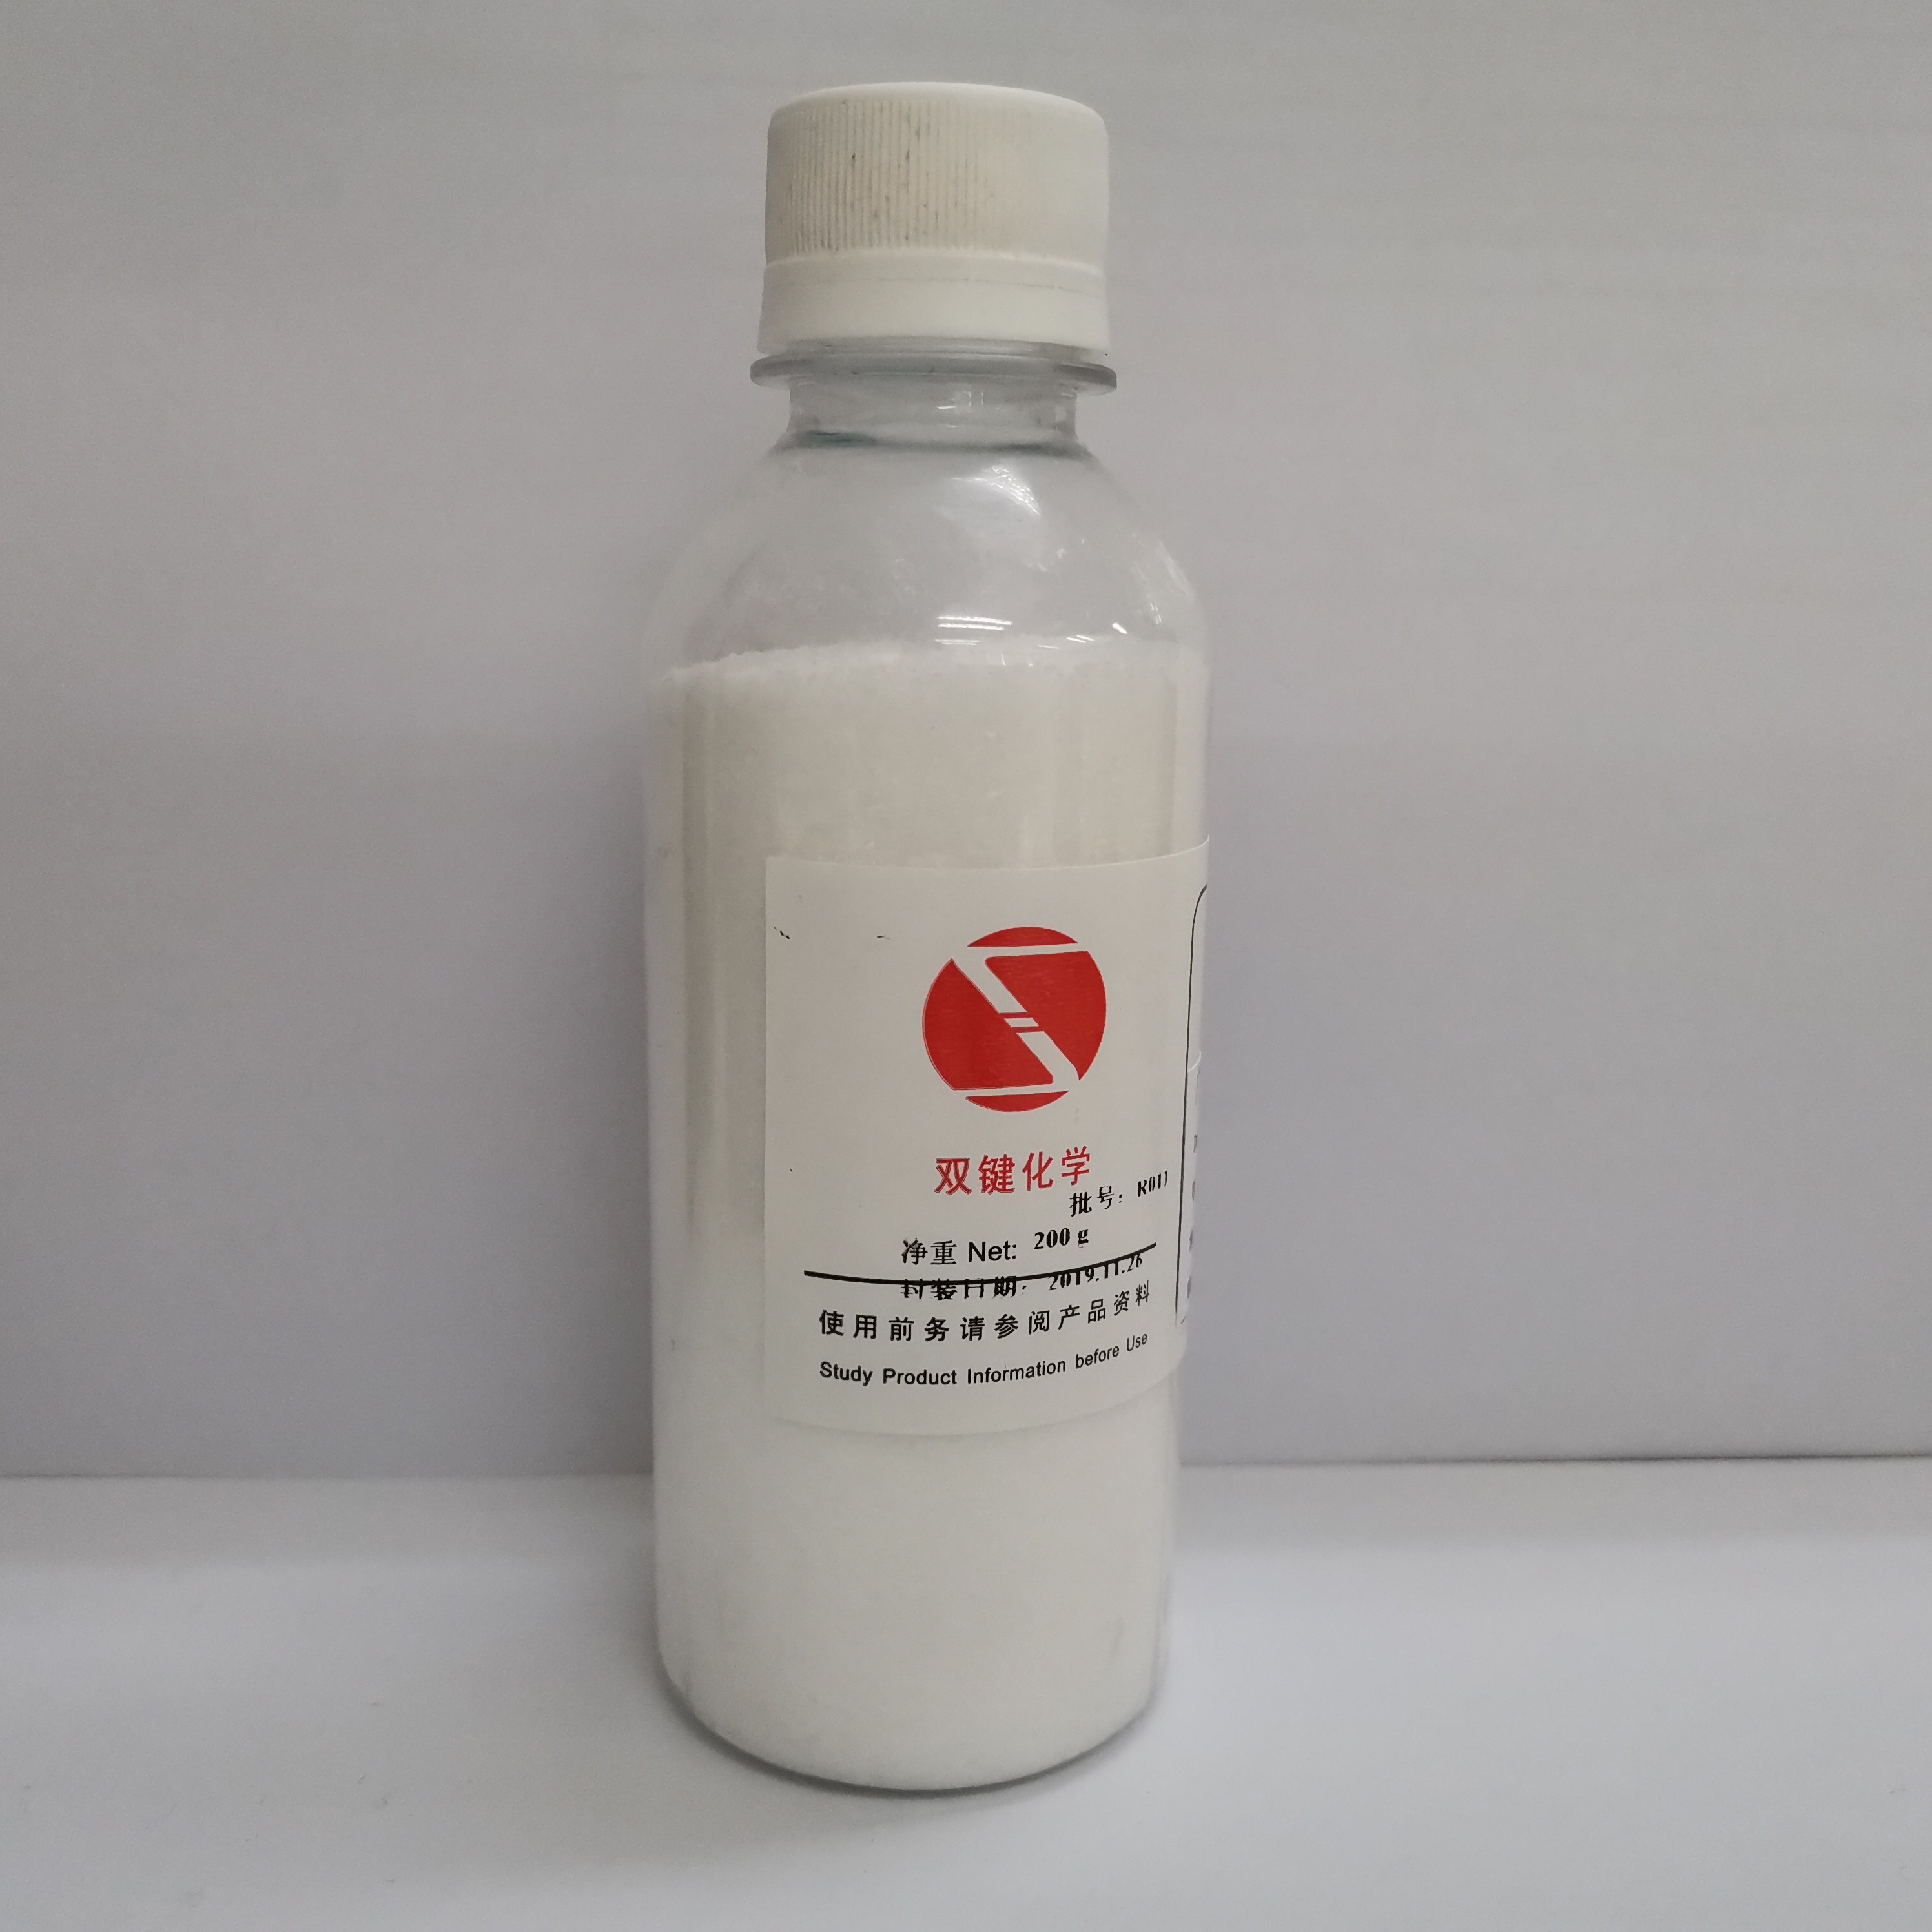 双键化学
批号： R011
净重 Net: 200 g
封装日期： 2019.11.26
使用前务请参阅产品资料
Study Product Information before Use